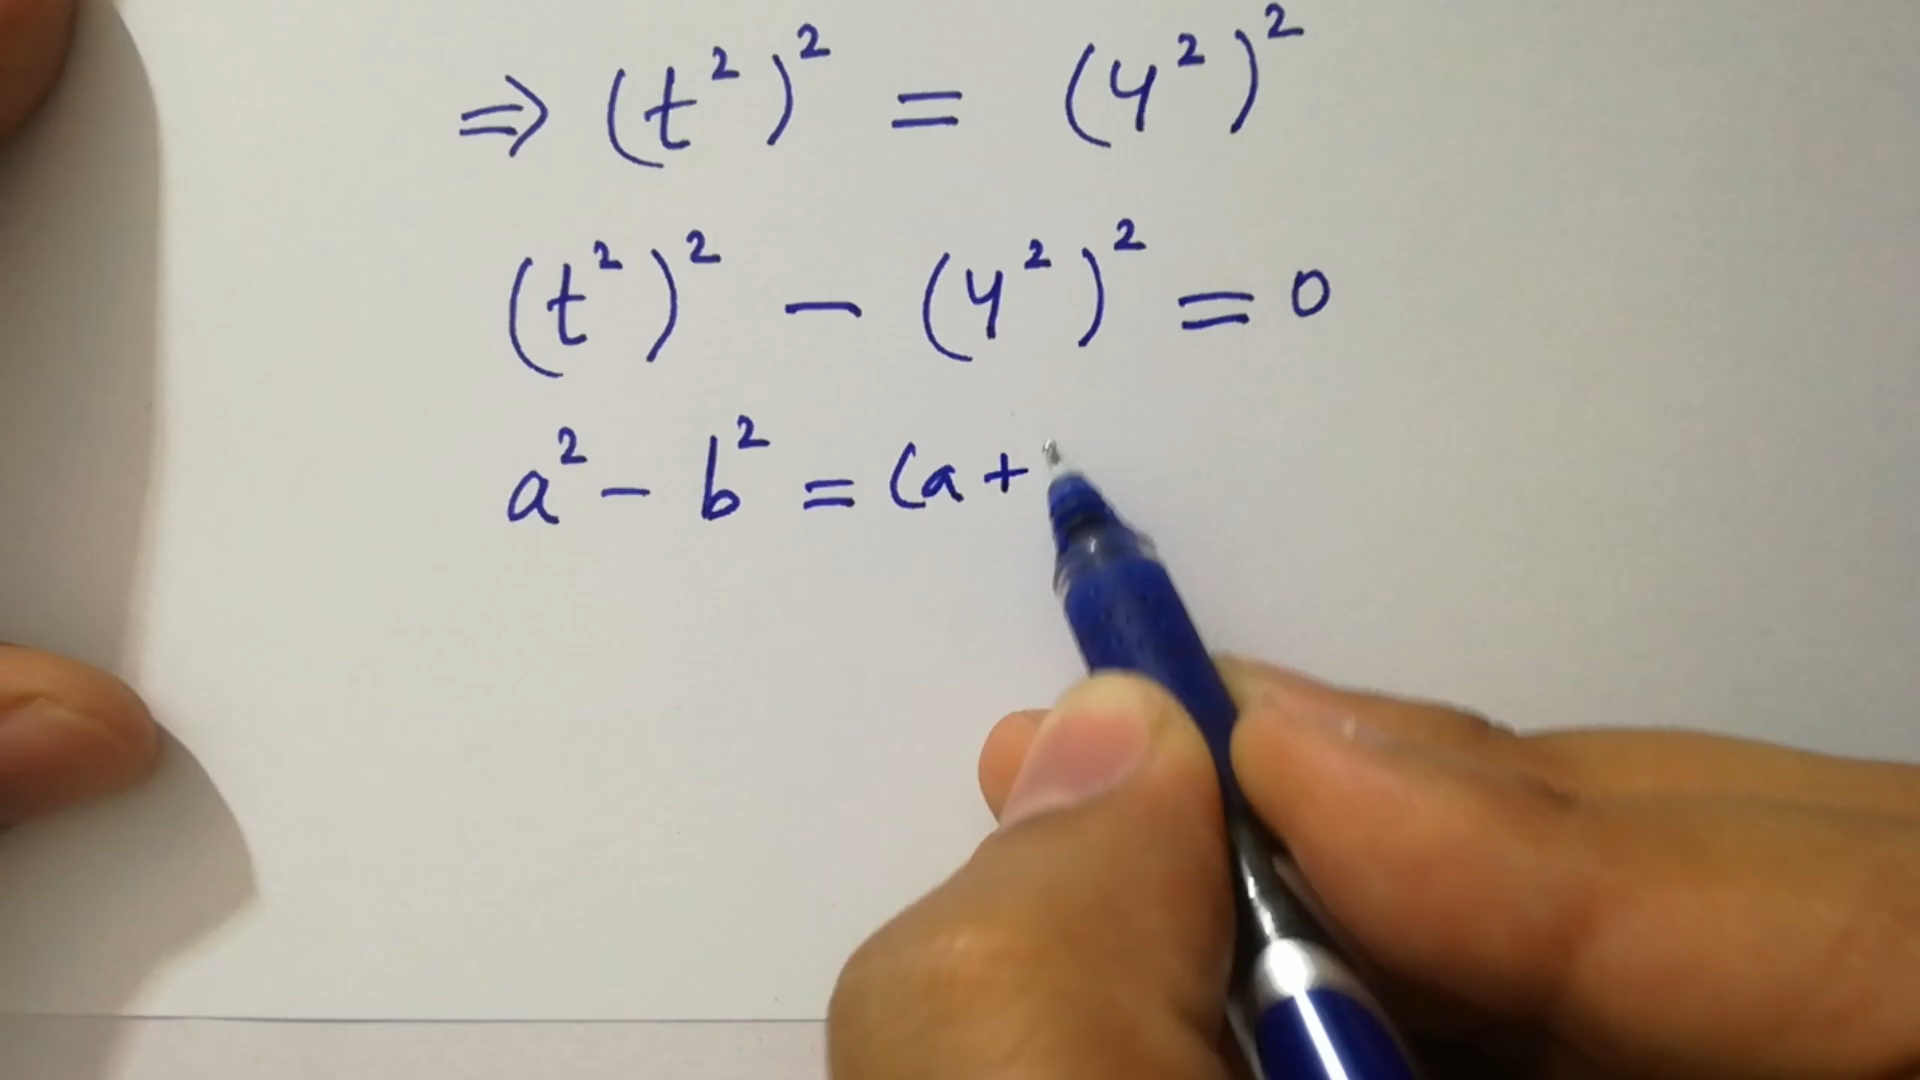 ⇒ (t²)² = (4²)²
(t²)² − (4²)² = 0
a² − b² = (a +